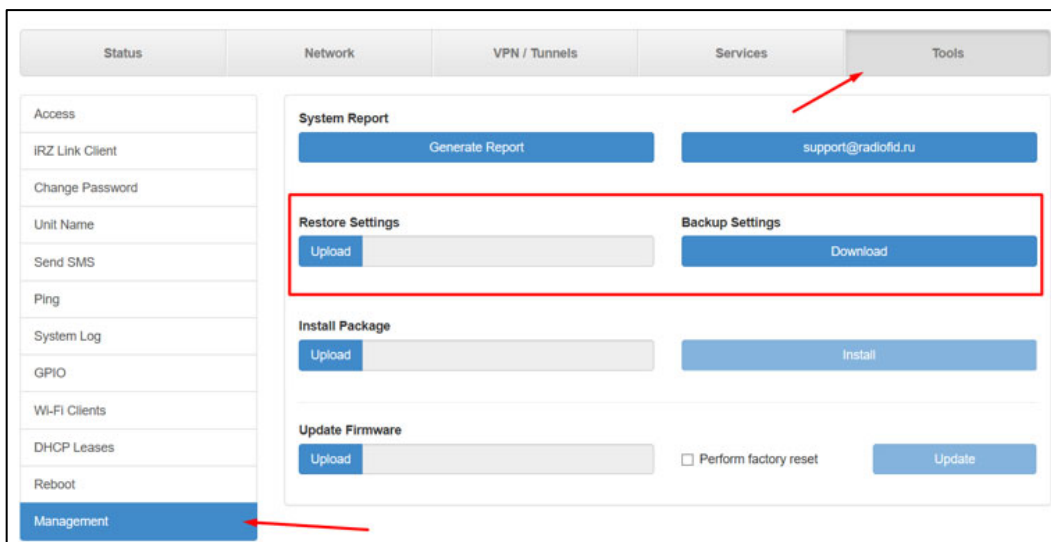 Status Network VPN / Tunnels Services Tools
Access
iRZ Link Client
Change Password
Unit Name
Send SMS
Ping
System Log
GPIO
Wi-Fi Clients
DHCP Leases
Reboot
Management
System Report
Generate Report support@radiofid.ru
Restore Settings Backup Settings
Upload Download
Install Package
Upload Install
Update Firmware
Upload Perform factory reset Update